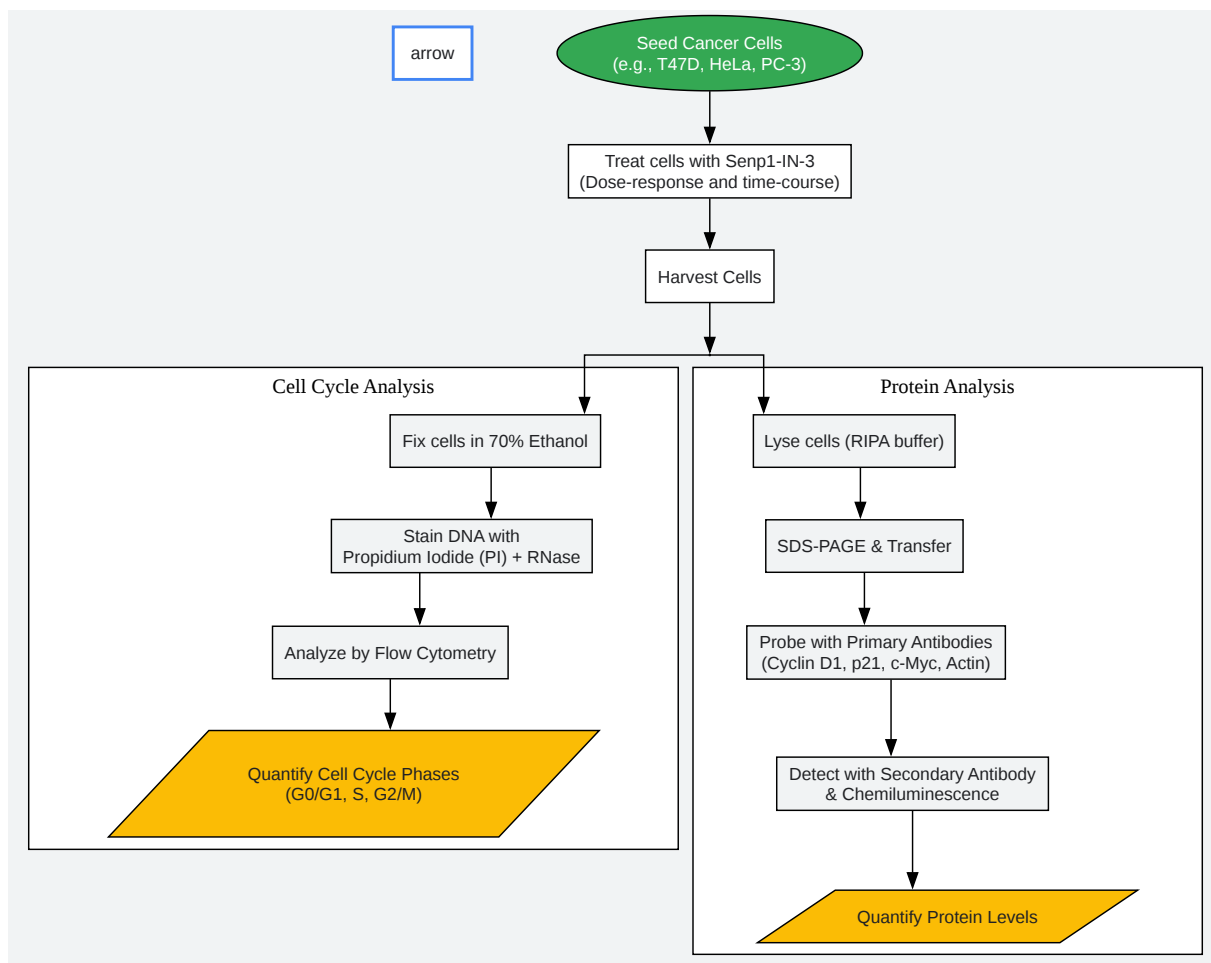 arrow
Seed Cancer Cells
(e.g., T47D, HeLa, PC-3)
Treat cells with Senp1-IN-3
(Dose-response and time-course)
Harvest Cells
Cell Cycle Analysis
Fix cells in 70% Ethanol
Stain DNA with
Propidium Iodide (PI) + RNase
Analyze by Flow Cytometry
Quantify Cell Cycle Phases
(G0/G1, S, G2/M)
Protein Analysis
Lyse cells (RIPA buffer)
SDS-PAGE & Transfer
Probe with Primary Antibodies
(Cyclin D1, p21, c-Myc, Actin)
Detect with Secondary Antibody
& Chemiluminescence
Quantify Protein Levels